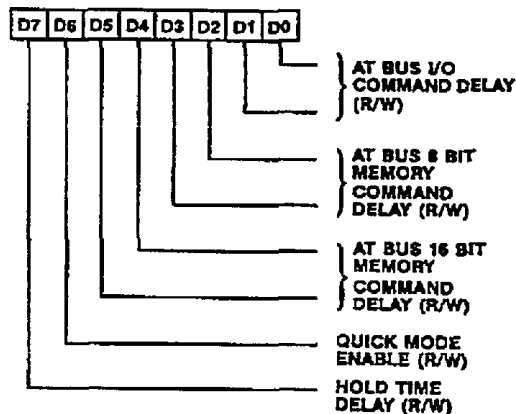 D7 D6 D5 D4 D3 D2 D1 D0
AT BUS I/O
COMMAND DELAY
(R/W)
AT BUS 8 BIT
MEMORY
COMMAND
DELAY (R/W)
AT BUS 16 BIT
MEMORY
COMMAND
DELAY (R/W)
QUICK MODE
ENABLE (R/W)
HOLD TIME
DELAY (R/W)